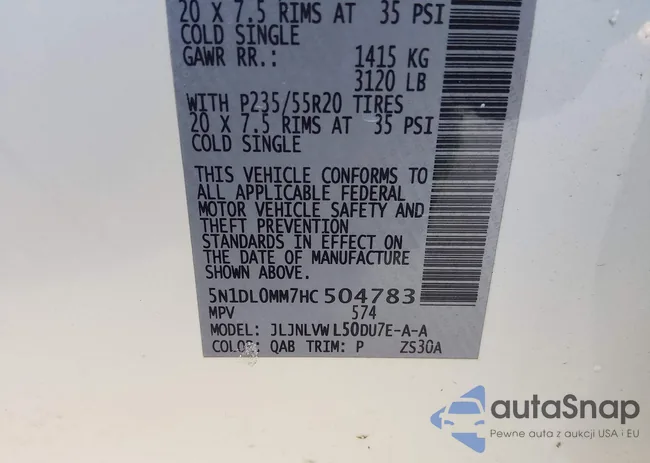 20 X 7.5 RIMS AT 35 PSI
COLD SINGLE
GAWR RR.: 1415 KG
3120 LB
WITH P235/55R20 TIRES
20 X 7.5 RIMS AT 35 PSI
COLD SINGLE
THIS VEHICLE CONFORMS TO
ALL APPLICABLE FEDERAL
MOTOR VEHICLE SAFETY AND
THEFT PREVENTION
STANDARDS IN EFFECT ON
THE DATE OF MANUFACTURE
SHOWN ABOVE.
5N1DL0MM7HC504783
MPV 574
MODEL: JLJNLVWL50DU7E-A-A
COLOR: QAB TRIM: P ZS30A
autaSnap
Pewne auta z aukcji USA i EU